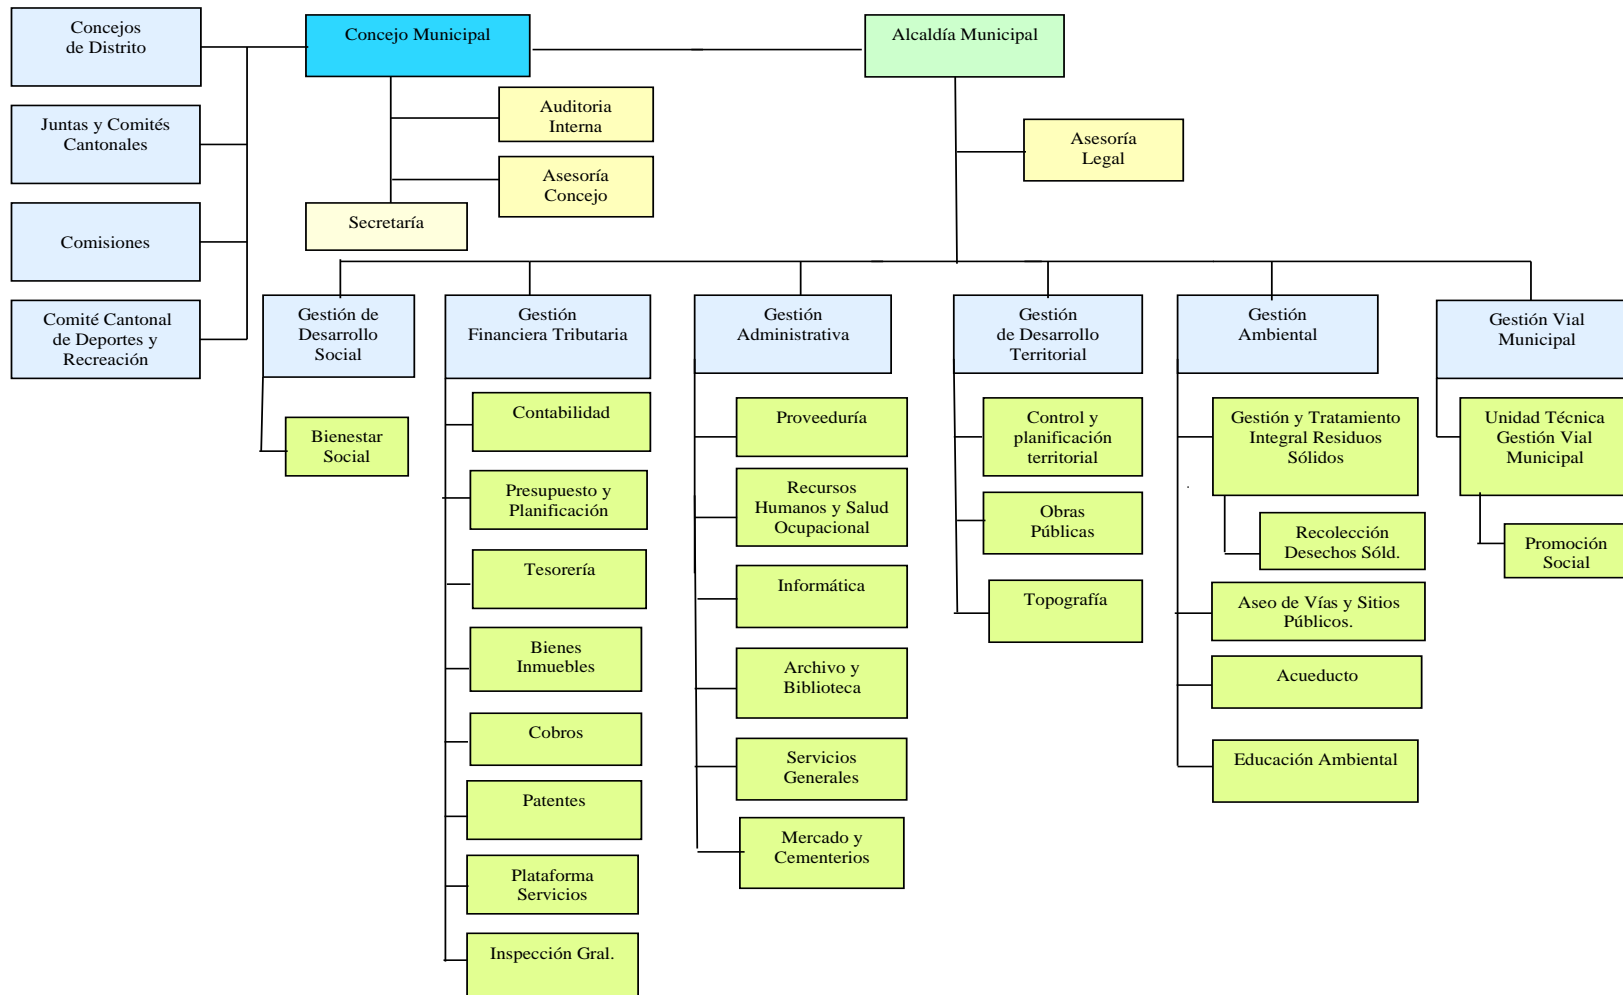 Concejos
de Distrito
Concejo Municipal
Alcaldía Municipal
Juntas y Comités
Cantonales
Auditoria
Interna
Asesoría
Legal
Asesoría
Concejo
Secretaría
Comisiones
Comité Cantonal
de Deportes y
Recreación
Gestión de
Desarrollo
Social
Gestión
Financiera Tributaria
Gestión
Administrativa
Gestión
de Desarrollo
Territorial
Gestión
Ambiental
Gestión Vial
Municipal
Bienestar
Social
Contabilidad
Presupuesto y
Planificación
Tesorería
Bienes
Inmuebles
Cobros
Patentes
Plataforma
Servicios
Inspección Gral.
Proveeduría
Recursos
Humanos y Salud
Ocupacional
Informática
Archivo y
Biblioteca
Servicios
Generales
Mercado y
Cementerios
Control y
planificación
territorial
Obras
Públicas
Topografía
Gestión y Tratamiento
Integral Residuos
Sólidos
Recolección
Desechos Sóld.
Aseo de Vías y Sitios
Públicos.
Acueducto
Educación Ambiental
Unidad Técnica
Gestión Vial
Municipal
Promoción
Social